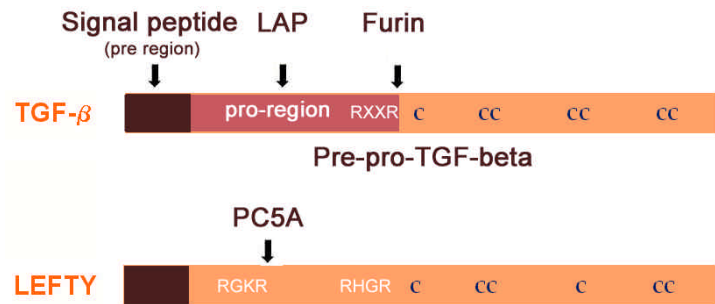 Signal peptide LAP Furin
(pre region)
TGF-β pro-region RXXR C CC CC CC
Pre-pro-TGF-beta
PC5A
LEFTY RGKR RHGR C CC C CC